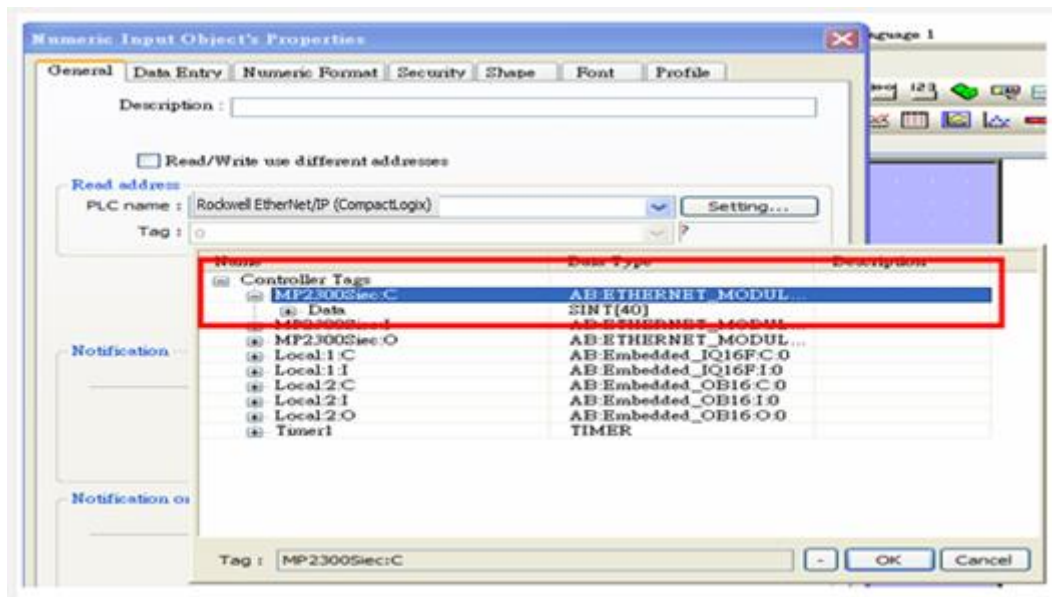 Numeric Input Object's Properties
nguage 1
General Data Entry Numeric Format Security Shape Font Profile
Description :
Read/Write use different addresses
Read address
PLC name : Rockwell EtherNet/IP (CompactLogix) Setting...
Tag : ?
Name Data Type Description
Controller Tags
MP2300Siec:C AB:ETHERNET_MODUL...
Data SINT[40]
MP2300Siec:I AB:ETHERNET_MODUL...
MP2300Siec:O AB:ETHERNET_MODUL...
Local:1:C AB:Embedded_IQ16F:C:0
Local:1:I AB:Embedded_IQ16F:I:0
Local:2:C AB:Embedded_OB16:C:0
Local:2:I AB:Embedded_OB16:I:0
Local:2:O AB:Embedded_OB16:O:0
Timer1 TIMER
Notification
Notification on
Tag : MP2300Siec:C - OK Cancel